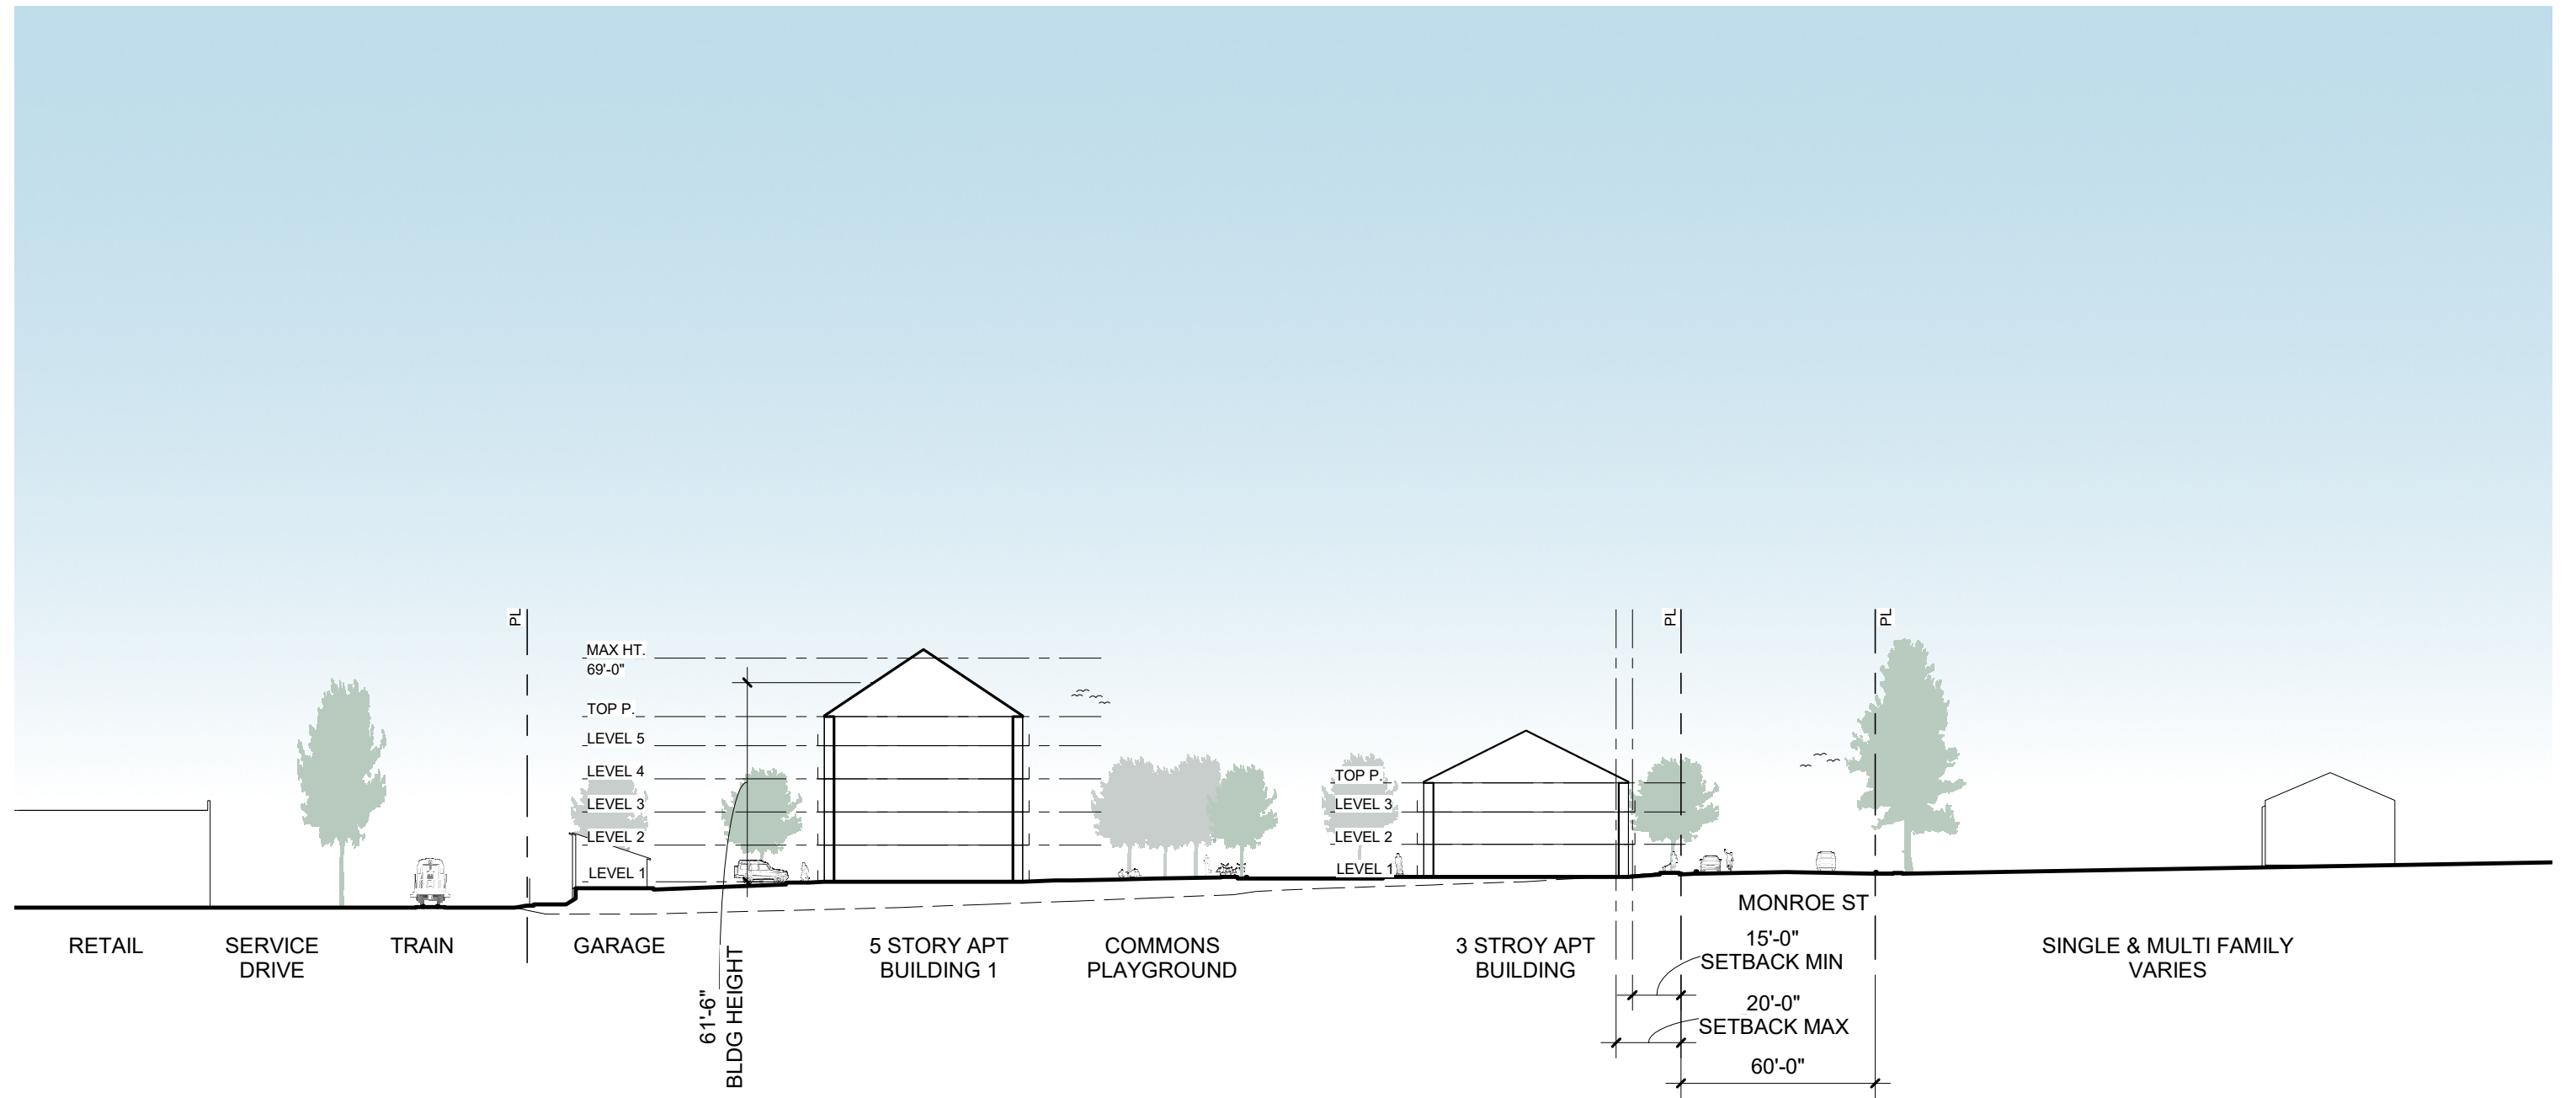 PL
PL
PL
MAX HT.
69'-0"
TOP P.
LEVEL 5
LEVEL 4
LEVEL 3
LEVEL 2
LEVEL 1
TOP P.
LEVEL 3
LEVEL 2
LEVEL 1
61'-6"
BLDG HEIGHT
RETAIL
SERVICE
DRIVE
TRAIN
GARAGE
5 STORY APT
BUILDING 1
COMMONS
PLAYGROUND
3 STROY APT
BUILDING
MONROE ST
15'-0"
SETBACK MIN
20'-0"
SETBACK MAX
60'-0"
SINGLE & MULTI FAMILY
VARIES